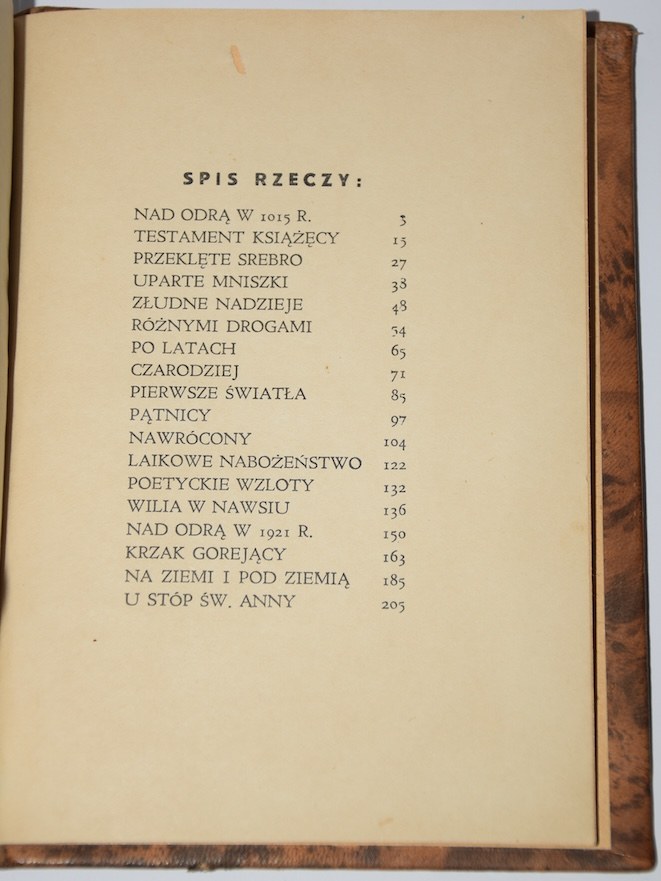 SPIS RZECZY:
NAD ODRĄ W 1015 R. 3
TESTAMENT KSIĄŻĘCY 15
PRZEKLĘTE SREBRO 27
UPARTE MNISZKI 38
ZŁUDNE NADZIEJE 48
RÓŻNYMI DROGAMI 54
PO LATACH 65
CZARODZIEJ 71
PIERWSZE ŚWIATŁA 85
PĄTNICY 97
NAWRÓCONY 104
LAIKOWE NABOŻEŃSTWO 122
POETYCKIE WZLOTY 132
WILIA W NAWSIU 136
NAD ODRĄ W 1921 R. 150
KRZAK GOREJĄCY 163
NA ZIEMI I POD ZIEMIĄ 185
U STÓP ŚW. ANNY 205